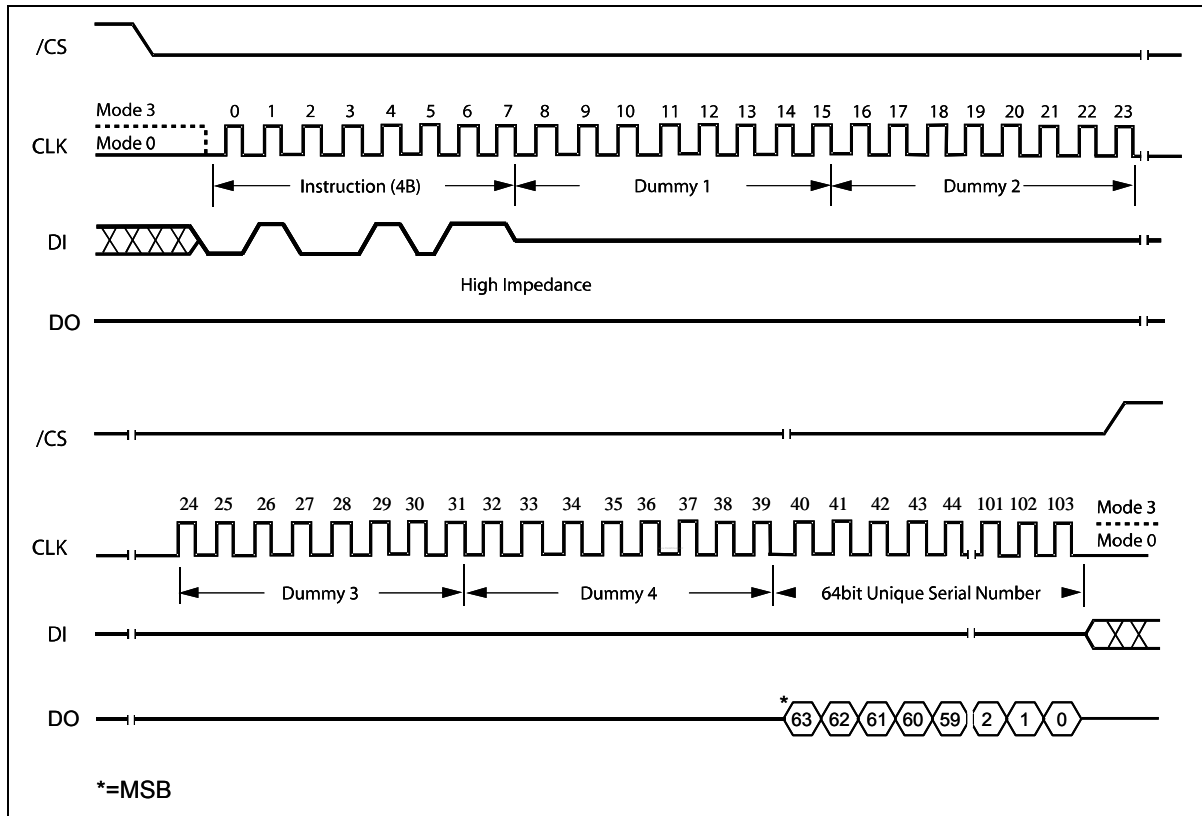 /CS
Mode 3
0 1 2 3 4 5 6 7 8 9 10 11 12 13 14 15 16 17 18 19 20 21 22 23
CLK
Mode 0
Instruction (4B)
Dummy 1
Dummy 2
DI
High Impedance
DO
/CS
24 25 26 27 28 29 30 31 32 33 34 35 36 37 38 39 40 41 42 43 44 101 102 103
Mode 3
CLK
Mode 0
Dummy 3
Dummy 4
64bit Unique Serial Number
DI
*
DO
63 62 61 60 59 2 1 0
*=MSB